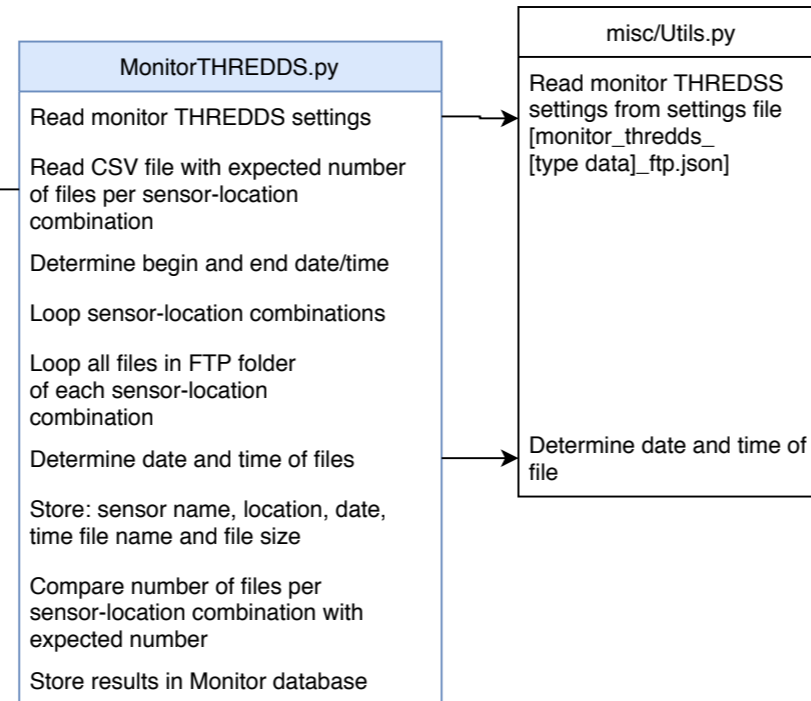 MonitorTHREDDS.py
Read monitor THREDDS settings
Read CSV file with expected number
of files per sensor-location
combination
Determine begin and end date/time
Loop sensor-location combinations
Loop all files in FTP folder
of each sensor-location
combination
Determine date and time of files
Store: sensor name, location, date,
time file name and file size
Compare number of files per
sensor-location combination with
expected number
Store results in Monitor database
misc/Utils.py
Read monitor THREDSS
settings from settings file
[monitor_thredds_
[type data]_ftp.json]
Determine date and time of
file